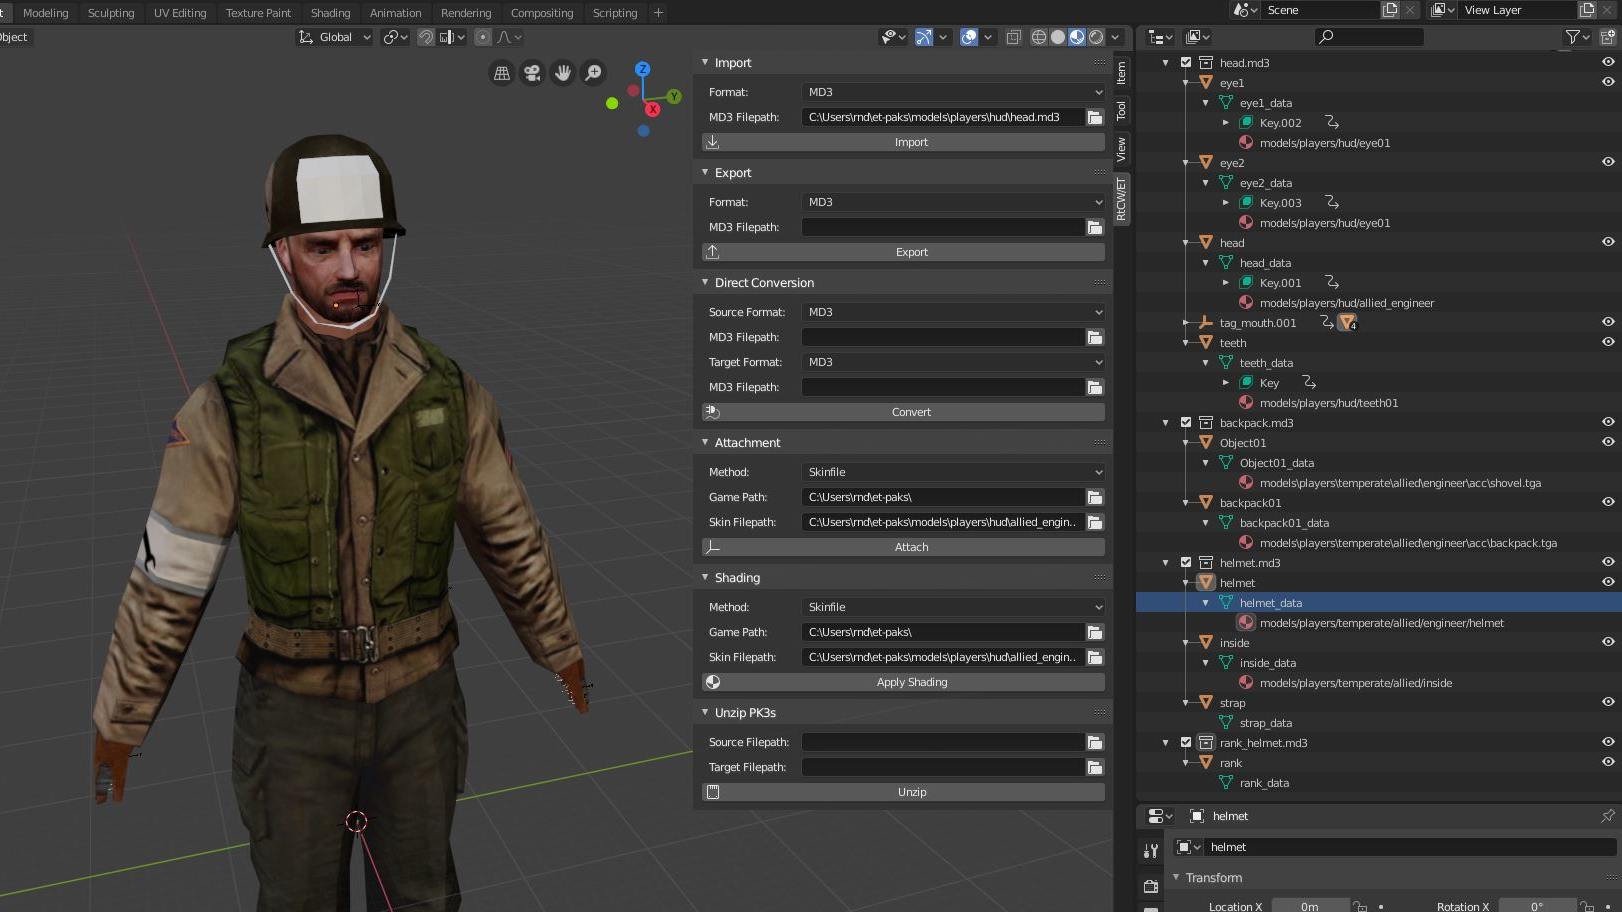 Modeling
Sculpting
UV Editing
Texture Paint
Shading
Animation
Rendering
Compositing
Scripting
+
Scene
View Layer
bject
Global
Z
Y
X
Item
Tool
View
RtCW/ET
Import
Format:
MD3
MD3 Filepath:
C:\Users\rnd\et-paks\models\players\hud\head.md3
Import
Export
Format:
MD3
MD3 Filepath:
Export
Direct Conversion
Source Format:
MD3
MD3 Filepath:
Target Format:
MD3
MD3 Filepath:
Convert
Attachment
Method:
Skinfile
Game Path:
C:\Users\rnd\et-paks\
Skin Filepath:
C:\Users\rnd\et-paks\models\players\hud\allied_engin..
Attach
Shading
Method:
Skinfile
Game Path:
C:\Users\rnd\et-paks\
Skin Filepath:
C:\Users\rnd\et-paks\models\players\hud\allied_engin..
Apply Shading
Unzip PK3s
Source Filepath:
Target Filepath:
Unzip
head.md3
eye1
eye1_data
Key.002
models/players/hud/eye01
eye2
eye2_data
Key.003
models/players/hud/eye01
head
head_data
Key.001
models/players/hud/allied_engineer
tag_mouth.001
4
teeth
teeth_data
Key
models/players/hud/teeth01
backpack.md3
Object01
Object01_data
models\players\temperate\allied\engineer\acc\shovel.tga
backpack01
backpack01_data
models\players\temperate\allied\engineer\acc\backpack.tga
helmet.md3
helmet
helmet_data
models/players/temperate/allied/engineer/helmet
inside
inside_data
models/players/temperate/allied/inside
strap
strap_data
rank_helmet.md3
rank
rank_data
helmet
helmet
Transform
Location X
0m
Rotation X
0°